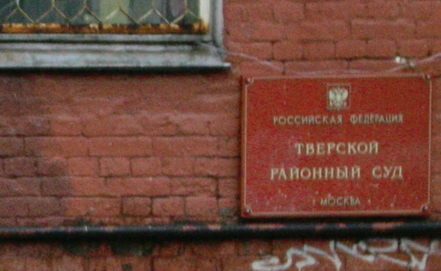 РОССИЙСКАЯ ФЕДЕРАЦИЯ
ТВЕРСКОЙ
РАЙОННЫЙ СУД
г МОСКВА